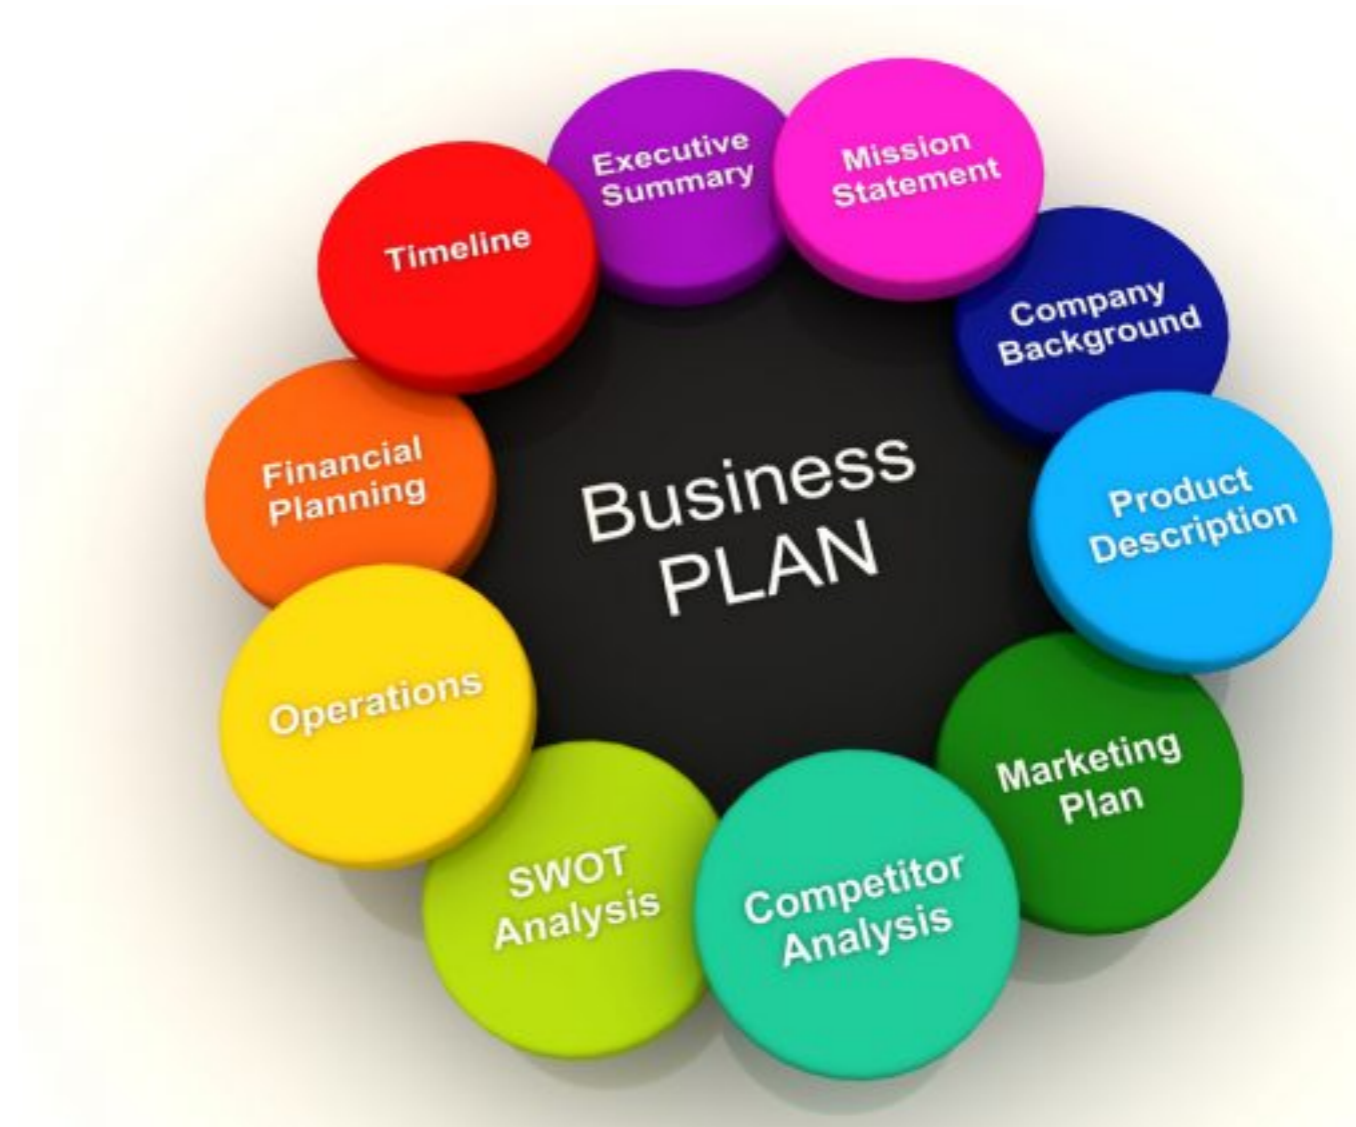 Executive
Summary
Mission
Statement
Company
Background
Product
Description
Marketing
Plan
Competitor
Analysis
SWOT
Analysis
Operations
Financial
Planning
Timeline
Business
PLAN